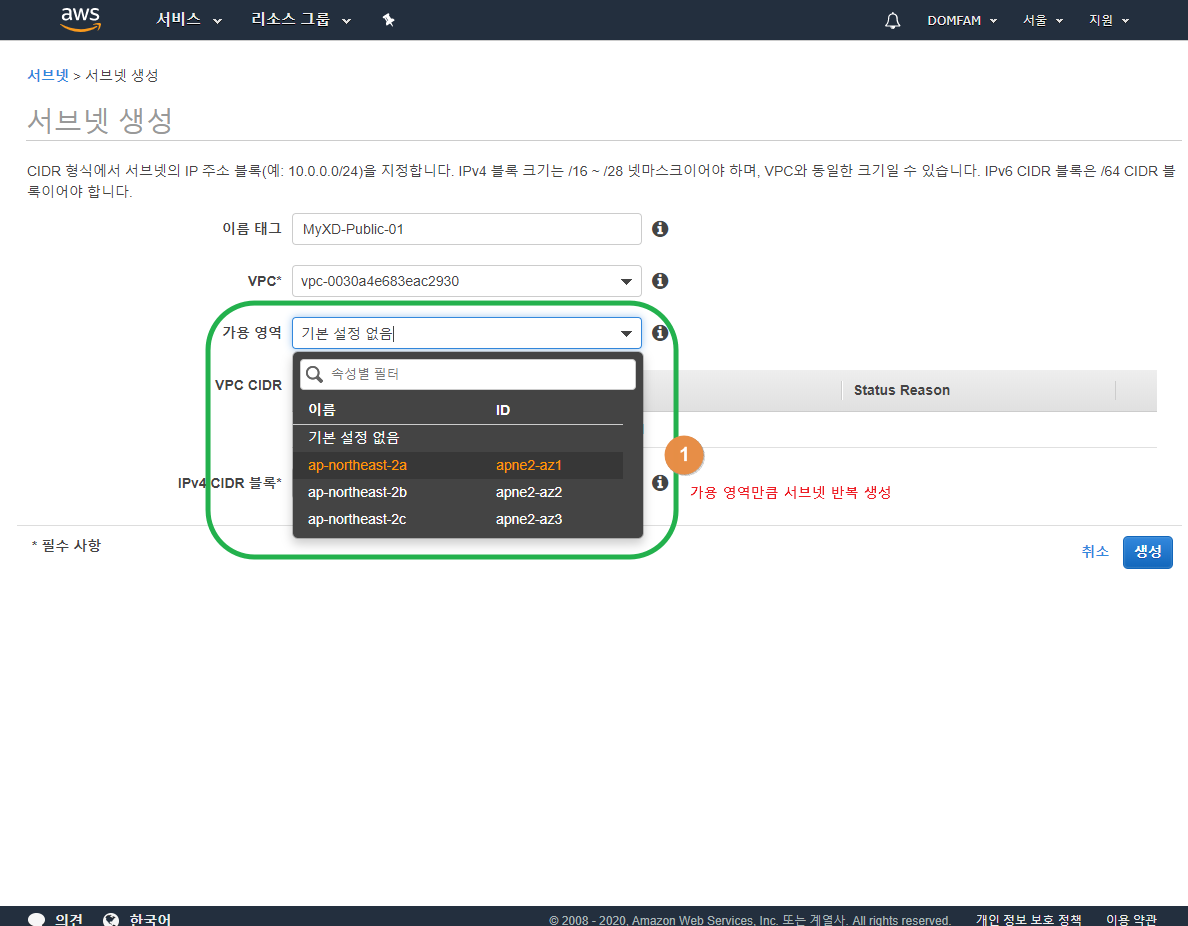 aws 서비스 리소스 그룹 DOMFAM 서울 지원
서브넷 > 서브넷 생성
서브넷 생성
CIDR 형식에서 서브넷의 IP 주소 블록(예: 10.0.0.0/24)을 지정합니다. IPv4 블록 크기는 /16 ~ /28 넷마스크이어야 하며, VPC와 동일한 크기일 수 있습니다. IPv6 CIDR 블록은 /64 CIDR 블
록이어야 합니다.
이름 태그 MyXD-Public-01
VPC* vpc-0030a4e683eac2930
가용 영역 기본 설정 없음
속성별 필터
VPC CIDR Status Reason
이름 ID
기본 설정 없음
ap-northeast-2a apne2-az1
1
IPv4 CIDR 블록*
ap-northeast-2b apne2-az2
가용 영역만큼 서브넷 반복 생성
ap-northeast-2c apne2-az3
* 필수 사항
취소 생성
의견 한국어 © 2008 - 2020, Amazon Web Services, Inc. 또는 계열사. All rights reserved. 개인 정보 보호 정책 이용 약관